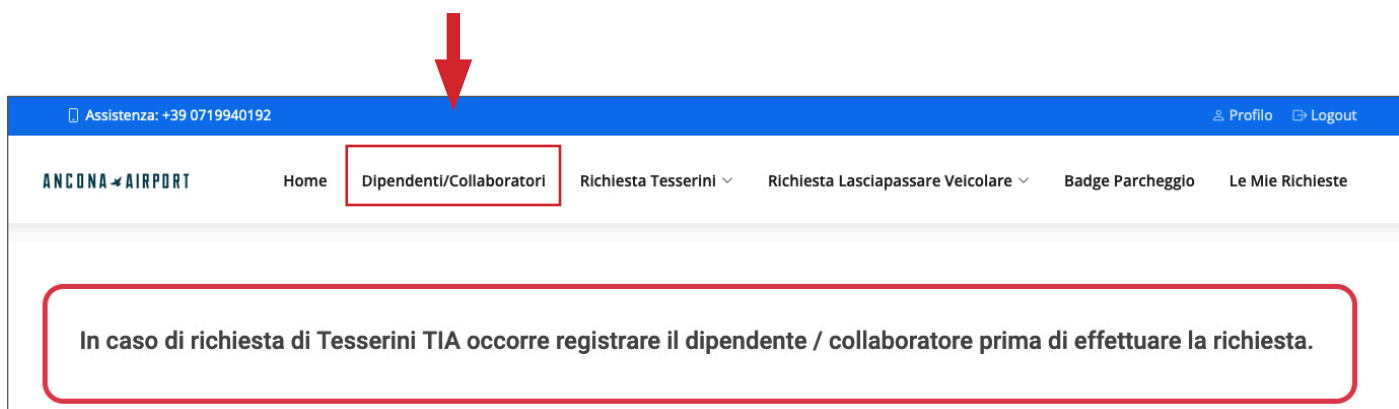 Assistenza: +39 0719940192
Profilo
Logout
ANCONA AIRPORT
Home
Dipendenti/Collaboratori
Richiesta Tesserini
Richiesta Lasciapassare Veicolare
Badge Parcheggio
Le Mie Richieste
In caso di richiesta di Tesserini TIA occorre registrare il dipendente / collaboratore prima di effettuare la richiesta.